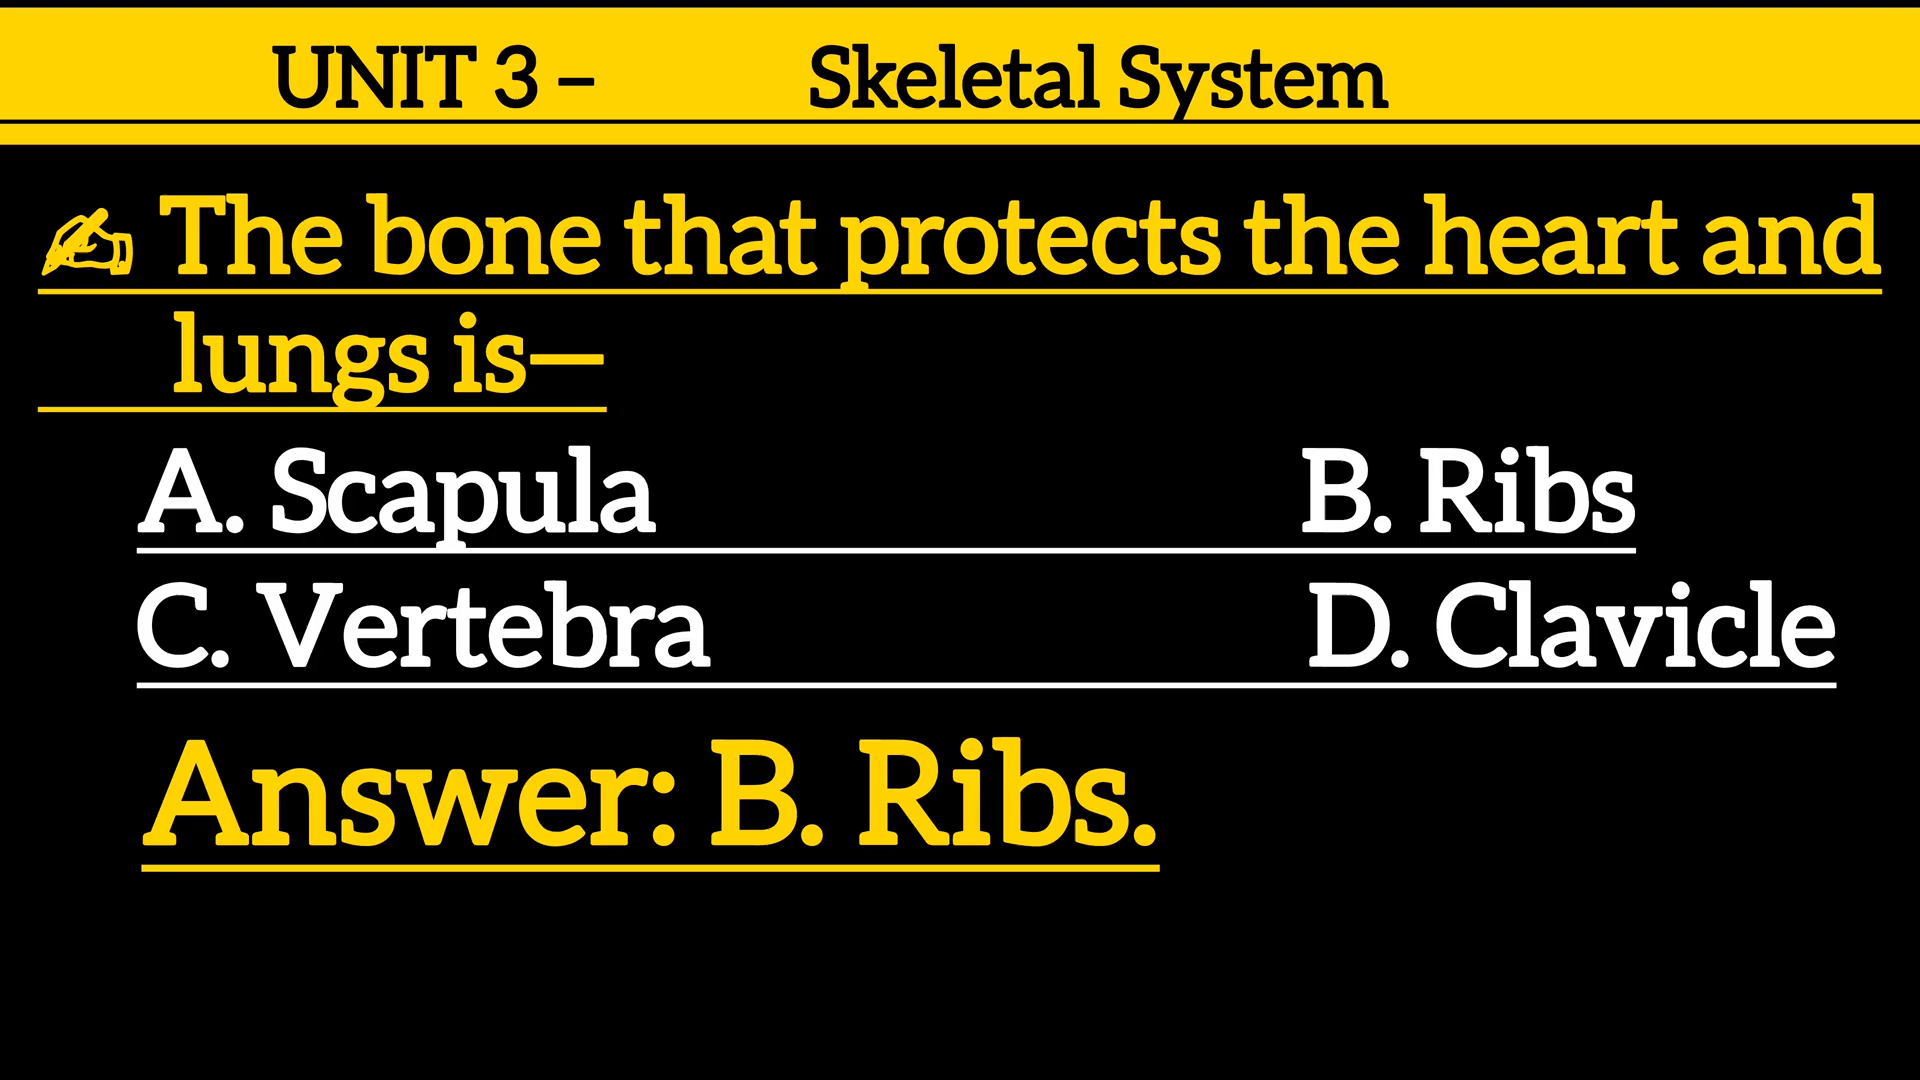 UNIT 3 – Skeletal System
✍ The bone that protects the heart and
lungs is—
A. Scapula B. Ribs
C. Vertebra D. Clavicle
Answer: B. Ribs.